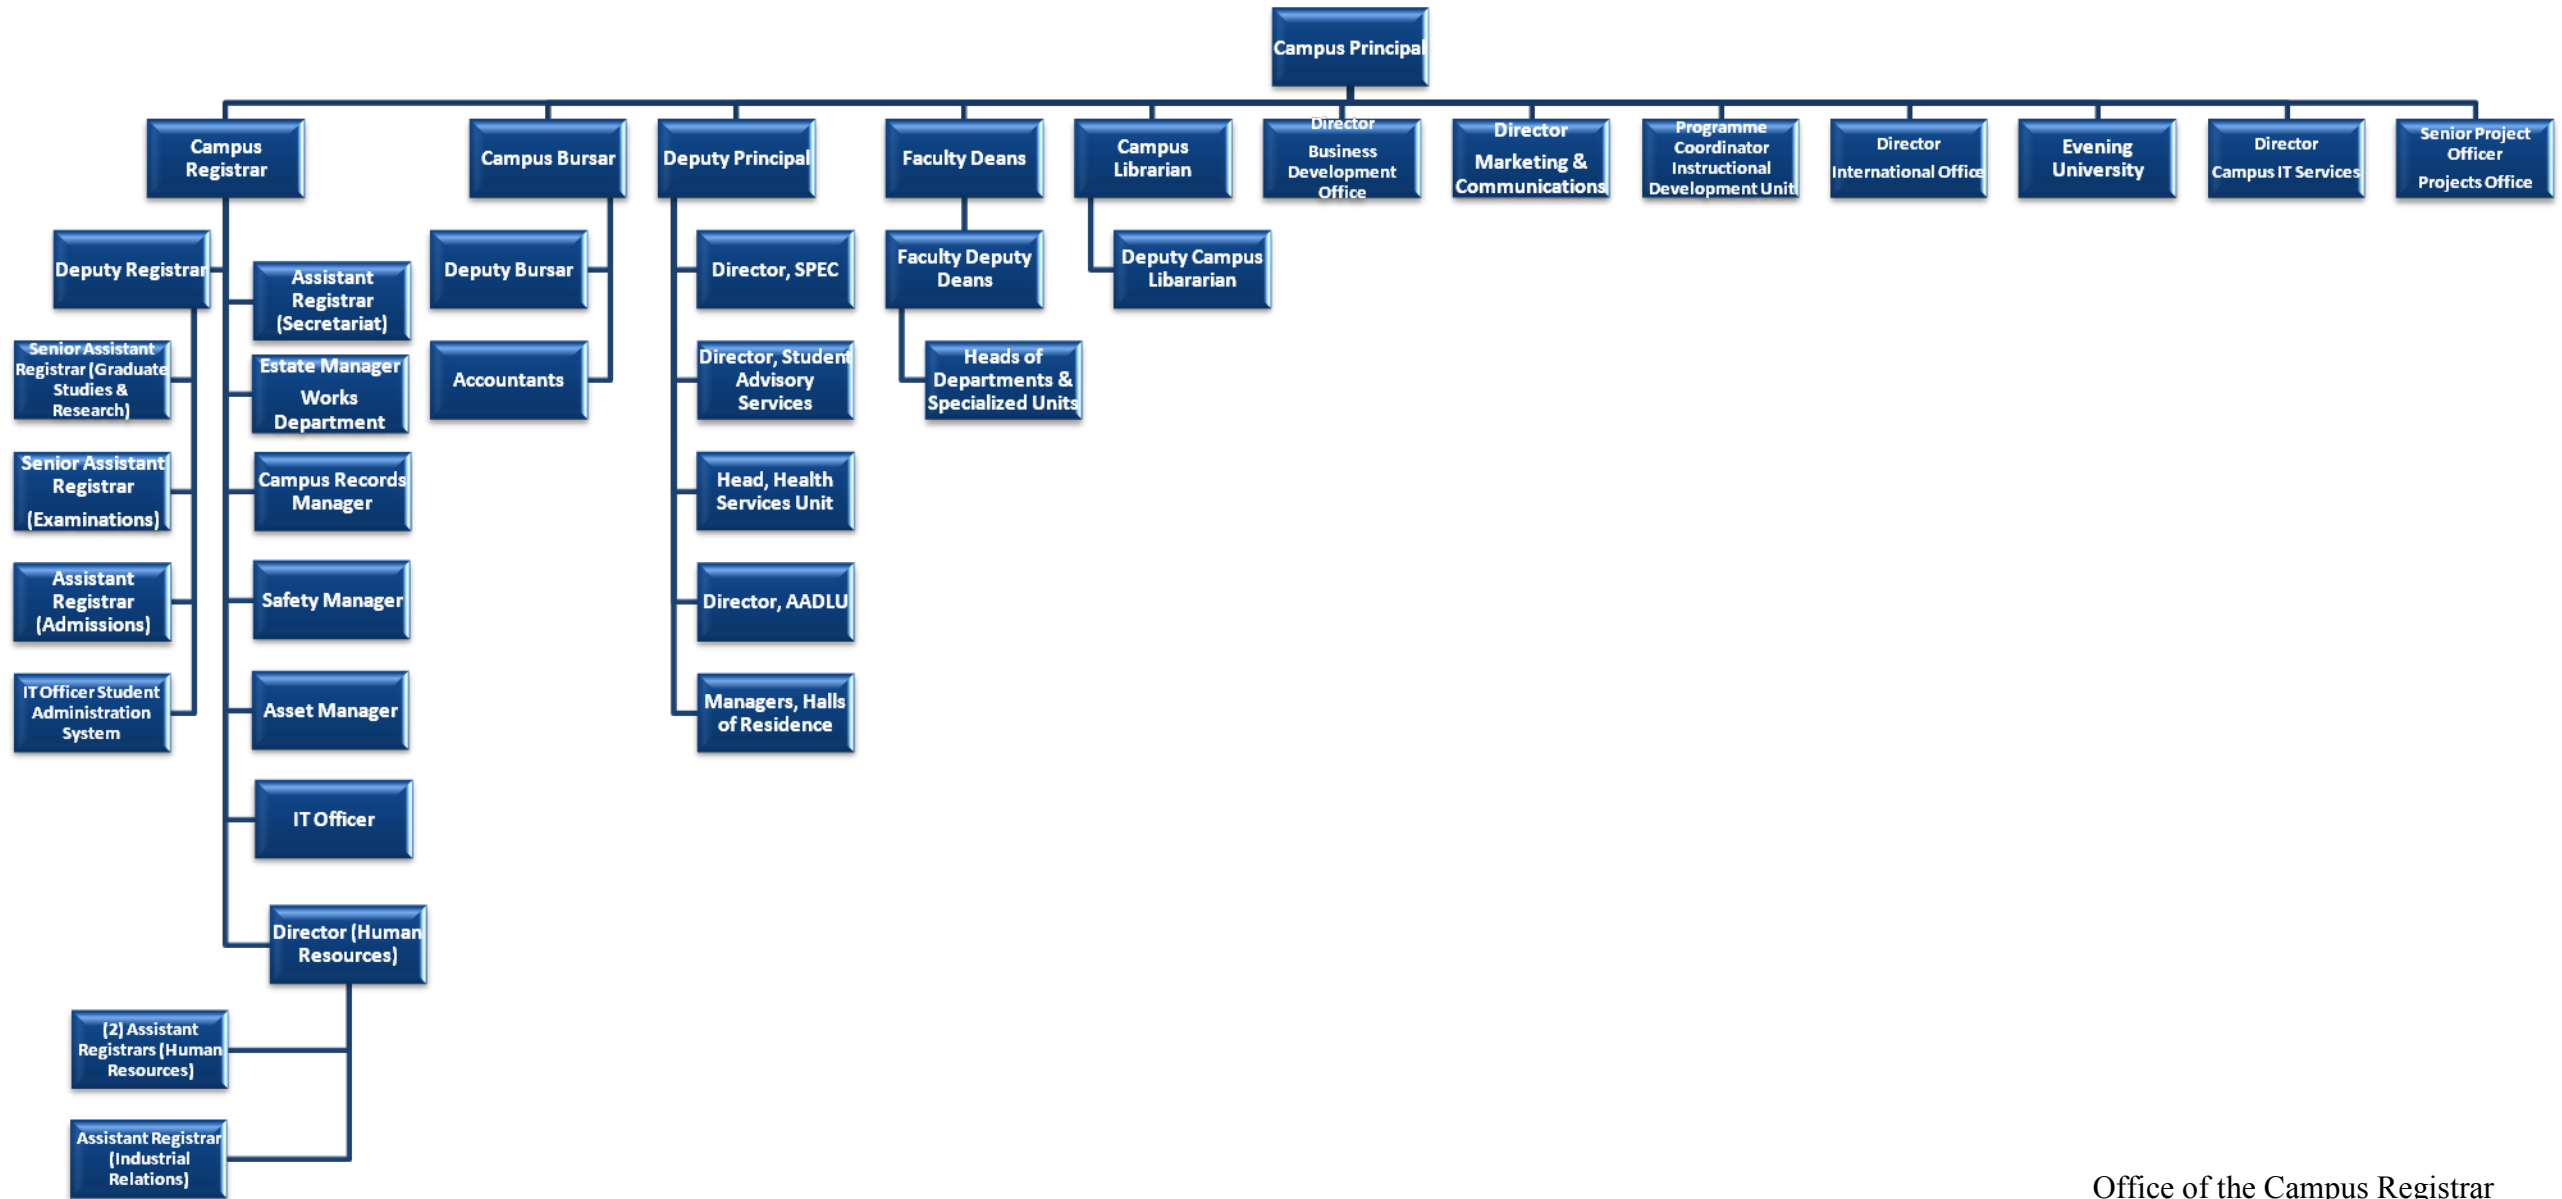 Campus Principal
Campus
Registrar
Campus Bursar
Deputy Principal
Faculty Deans
Campus
Librarian
Director
Business
Development
Office
Director
Marketing &
Communications
Programme
Coordinator
Instructional
Development Unit
Director
International Office
Evening
University
Director
Campus IT Services
Senior Project
Officer
Projects Office
Deputy Registrar
Senior Assistant
Registrar (Graduate
Studies &
Research)
Senior Assistant
Registrar
(Examinations)
Assistant
Registrar
(Admissions)
IT Officer Student
Administration
System
Assistant
Registrar
(Secretariat)
Estate Manager
Works
Department
Campus Records
Manager
Safety Manager
Asset Manager
IT Officer
Director (Human
Resources)
(2) Assistant
Registrars (Human
Resources)
Assistant Registrar
(Industrial
Relations)
Deputy Bursar
Accountants
Director, SPEC
Director, Student
Advisory
Services
Head, Health
Services Unit
Director, AADLU
Managers, Halls
of Residence
Faculty Deputy
Deans
Heads of
Departments &
Specialized Units
Deputy Campus
Libararian
Office of the Campus Registrar